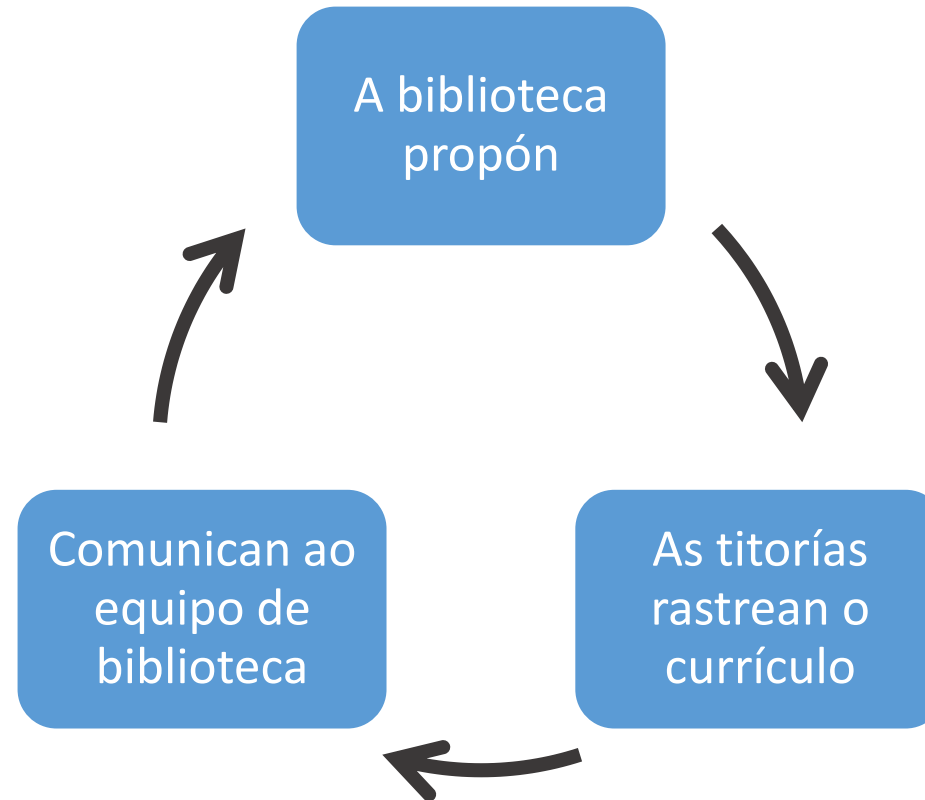 A biblioteca
propón
As titorías
rastrean o
currículo
Comunican ao
equipo de
biblioteca